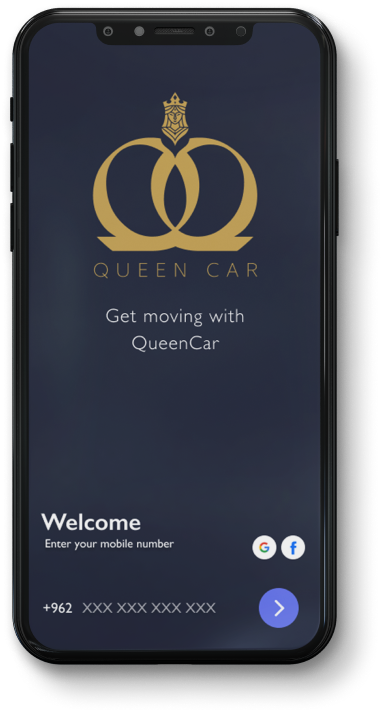 QUEEN CAR
Get moving with
QueenCar
Welcome
Enter your mobile number
G f
+962 XXX XXX XXX XXX